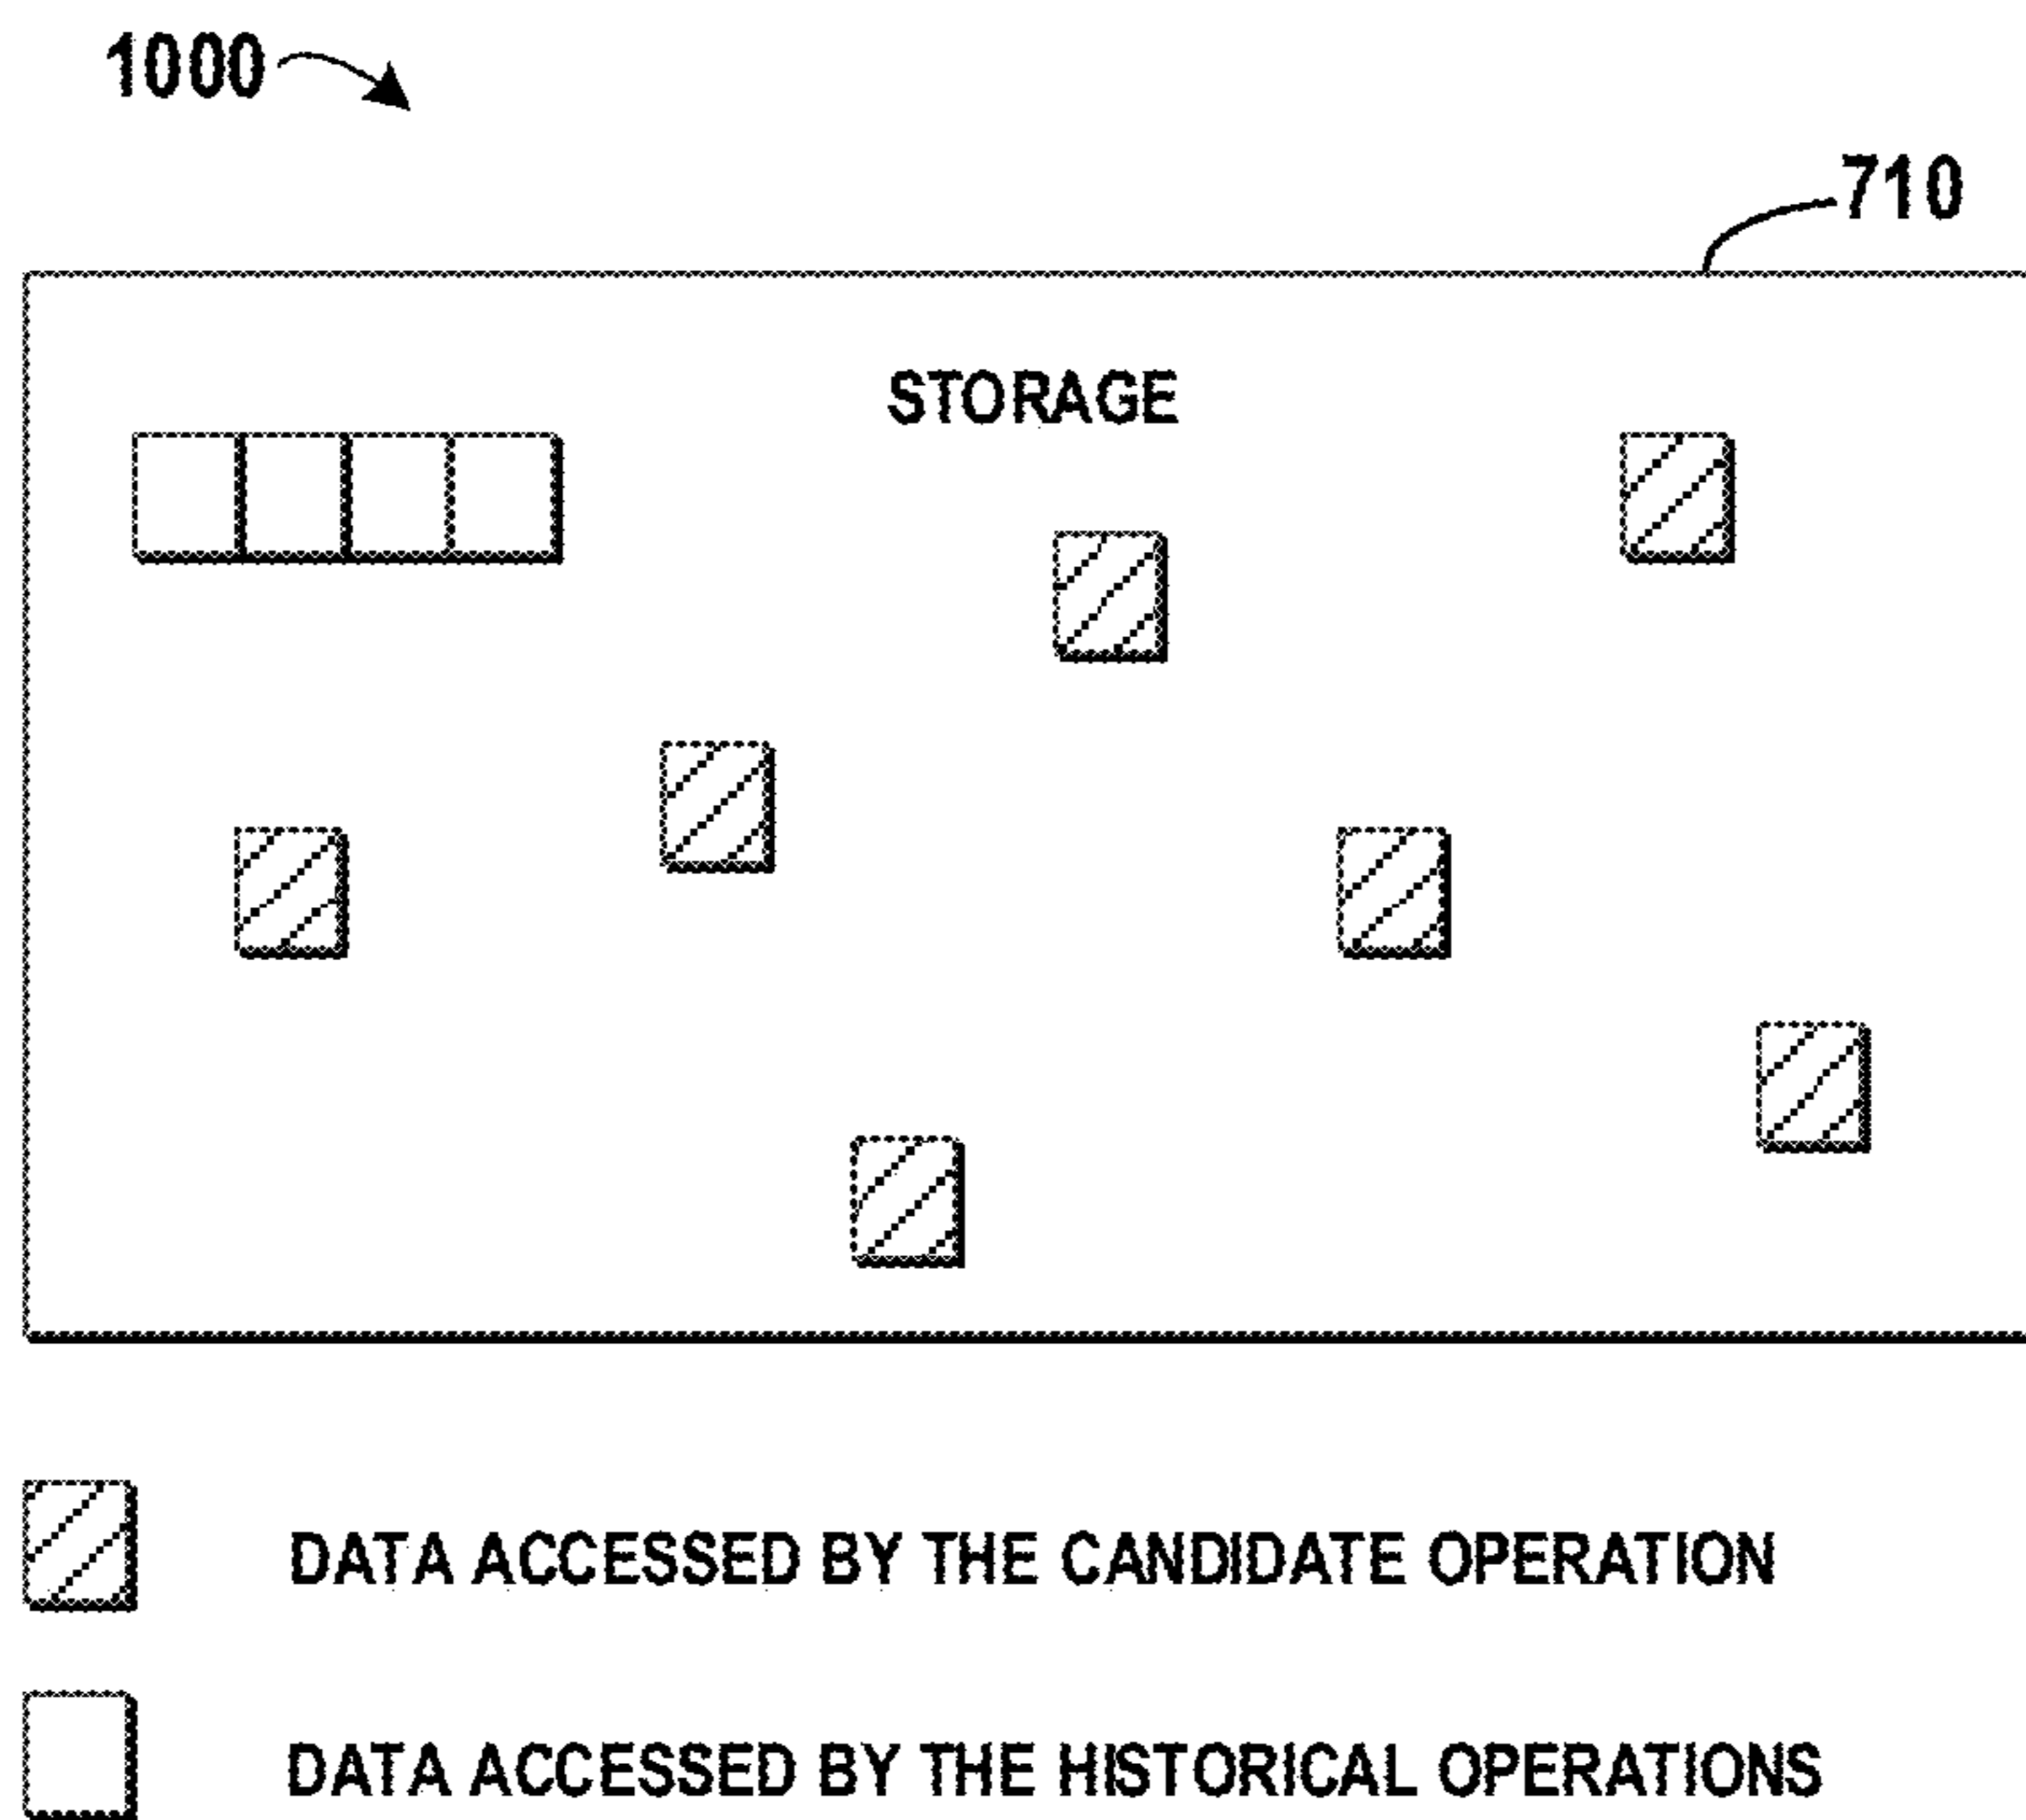 1000
710
STORAGE
DATA ACCESSED BY THE CANDIDATE OPERATION
DATA ACCESSED BY THE HISTORICAL OPERATIONS